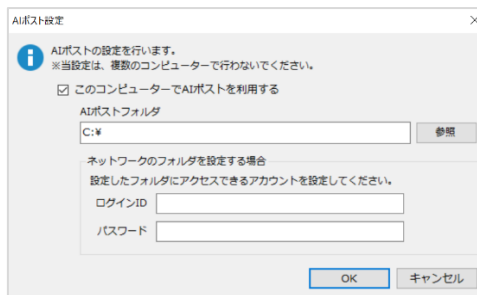 AIポスト設定
AIポストの設定を行います。
※当設定は、複数のコンピューターで行わないでください。
このコンピューターでAIポストを利用する
AIポストフォルダ
C:¥
参照
ネットワークのフォルダを設定する場合
設定したフォルダにアクセスできるアカウントを設定してください。
ログインID
パスワード
OK
キャンセル